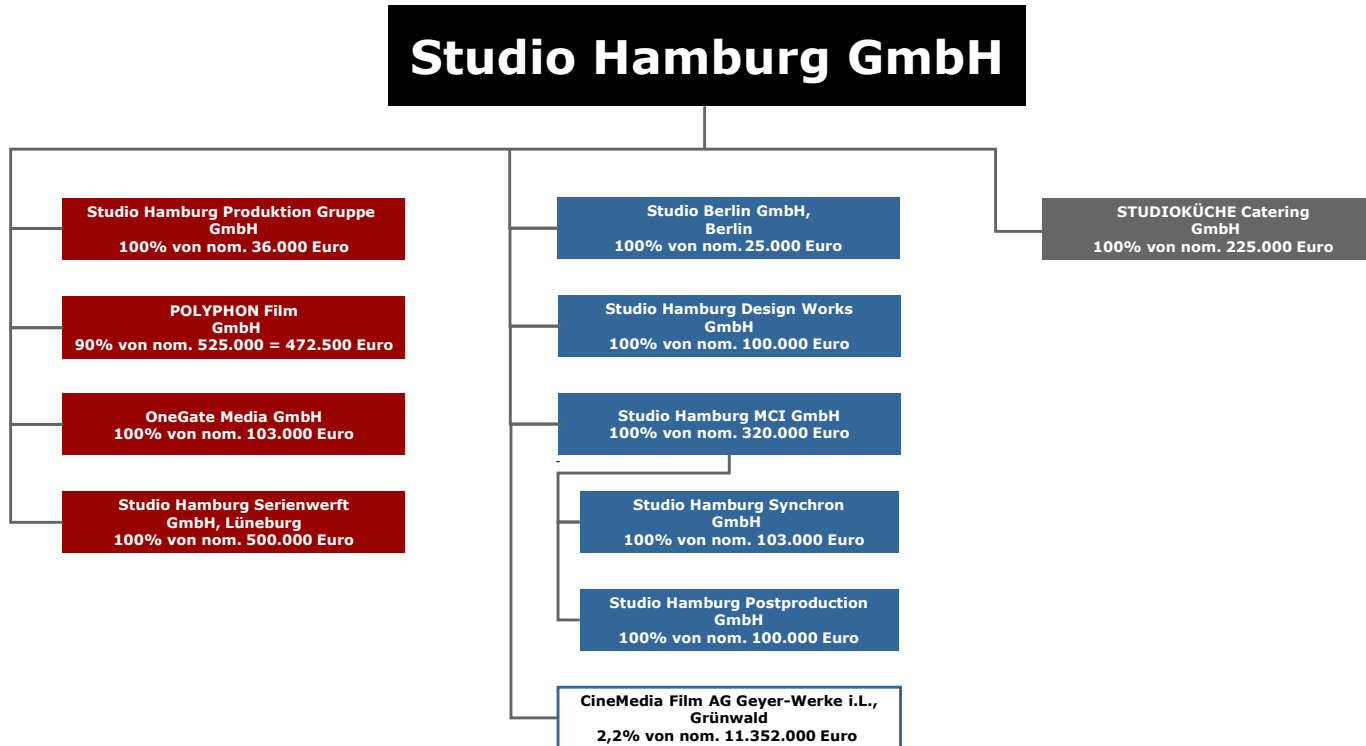 Studio Hamburg GmbH
Studio Hamburg Produktion Gruppe
GmbH
100% von nom. 36.000 Euro
POLYPHON Film
GmbH
90% von nom. 525.000 = 472.500 Euro
OneGate Media GmbH
100% von nom. 103.000 Euro
Studio Hamburg Serienwerft
GmbH, Lüneburg
100% von nom. 500.000 Euro
Studio Berlin GmbH,
Berlin
100% von nom. 25.000 Euro
Studio Hamburg Design Works
GmbH
100% von nom. 100.000 Euro
Studio Hamburg MCI GmbH
100% von nom. 320.000 Euro
-
Studio Hamburg Synchron
GmbH
100% von nom. 103.000 Euro
Studio Hamburg Postproduction
GmbH
100% von nom. 100.000 Euro
CineMedia Film AG Geyer-Werke i.L.,
Grünwald
2,2% von nom. 11.352.000 Euro
STUDIOKÜCHE Catering
GmbH
100% von nom. 225.000 Euro